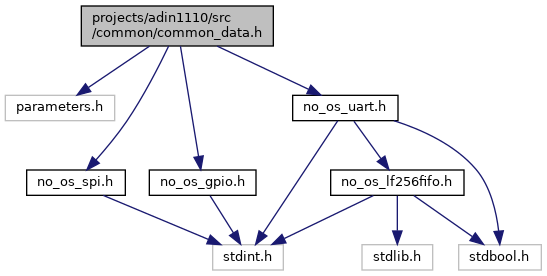 projects/adin1110/src
/common/common_data.h
parameters.h
no_os_uart.h
no_os_spi.h
no_os_gpio.h
no_os_lf256fifo.h
stdint.h
stdlib.h
stdbool.h